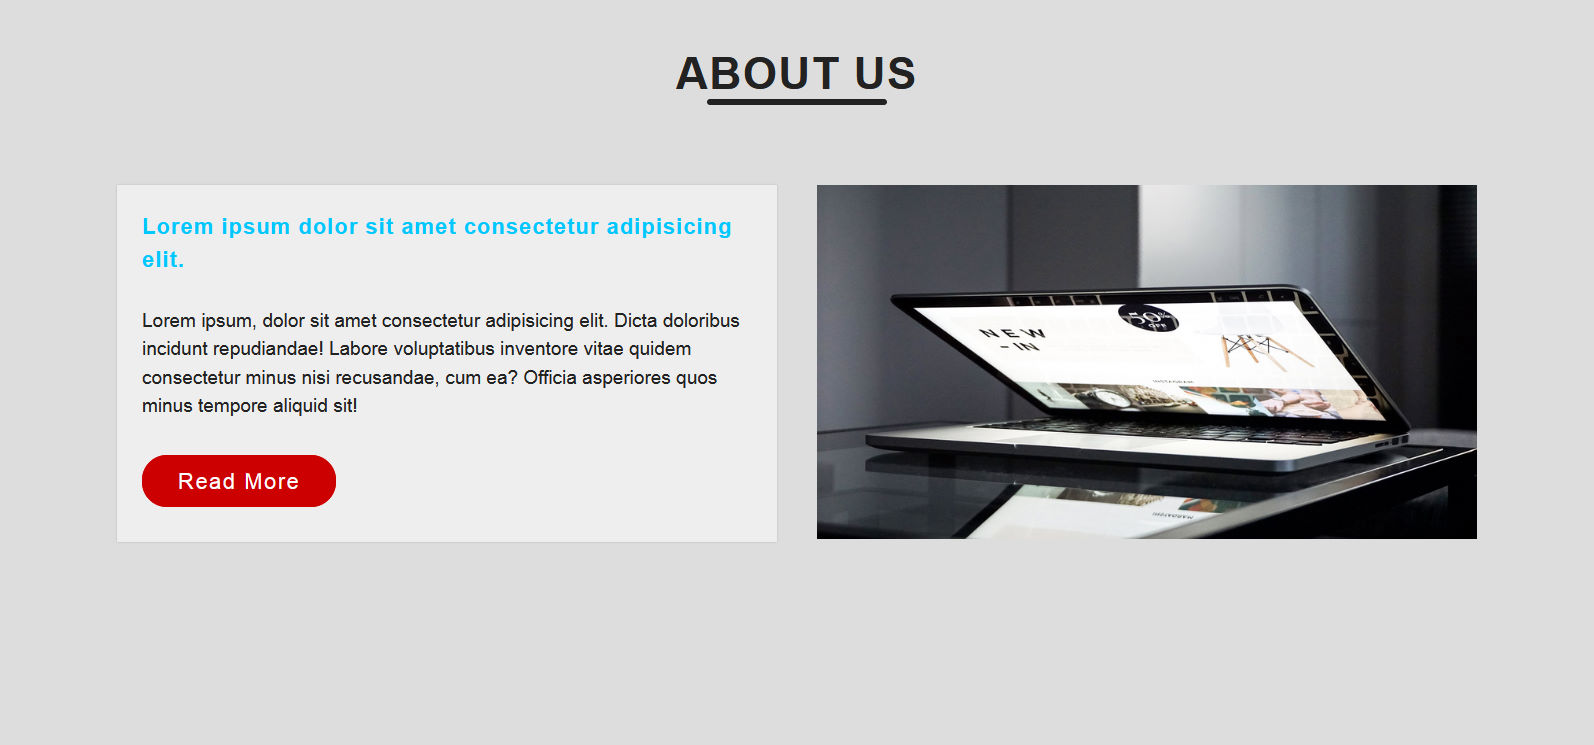 ABOUT US
Lorem ipsum dolor sit amet consectetur adipisicing
elit.
Lorem ipsum, dolor sit amet consectetur adipisicing elit. Dicta doloribus
incidunt repudiandae! Labore voluptatibus inventore vitae quidem
consectetur minus nisi recusandae, cum ea? Officia asperiores quos
minus tempore aliquid sit!
Read More
50%
OFF
NEW
-IN
INSTAGRAM